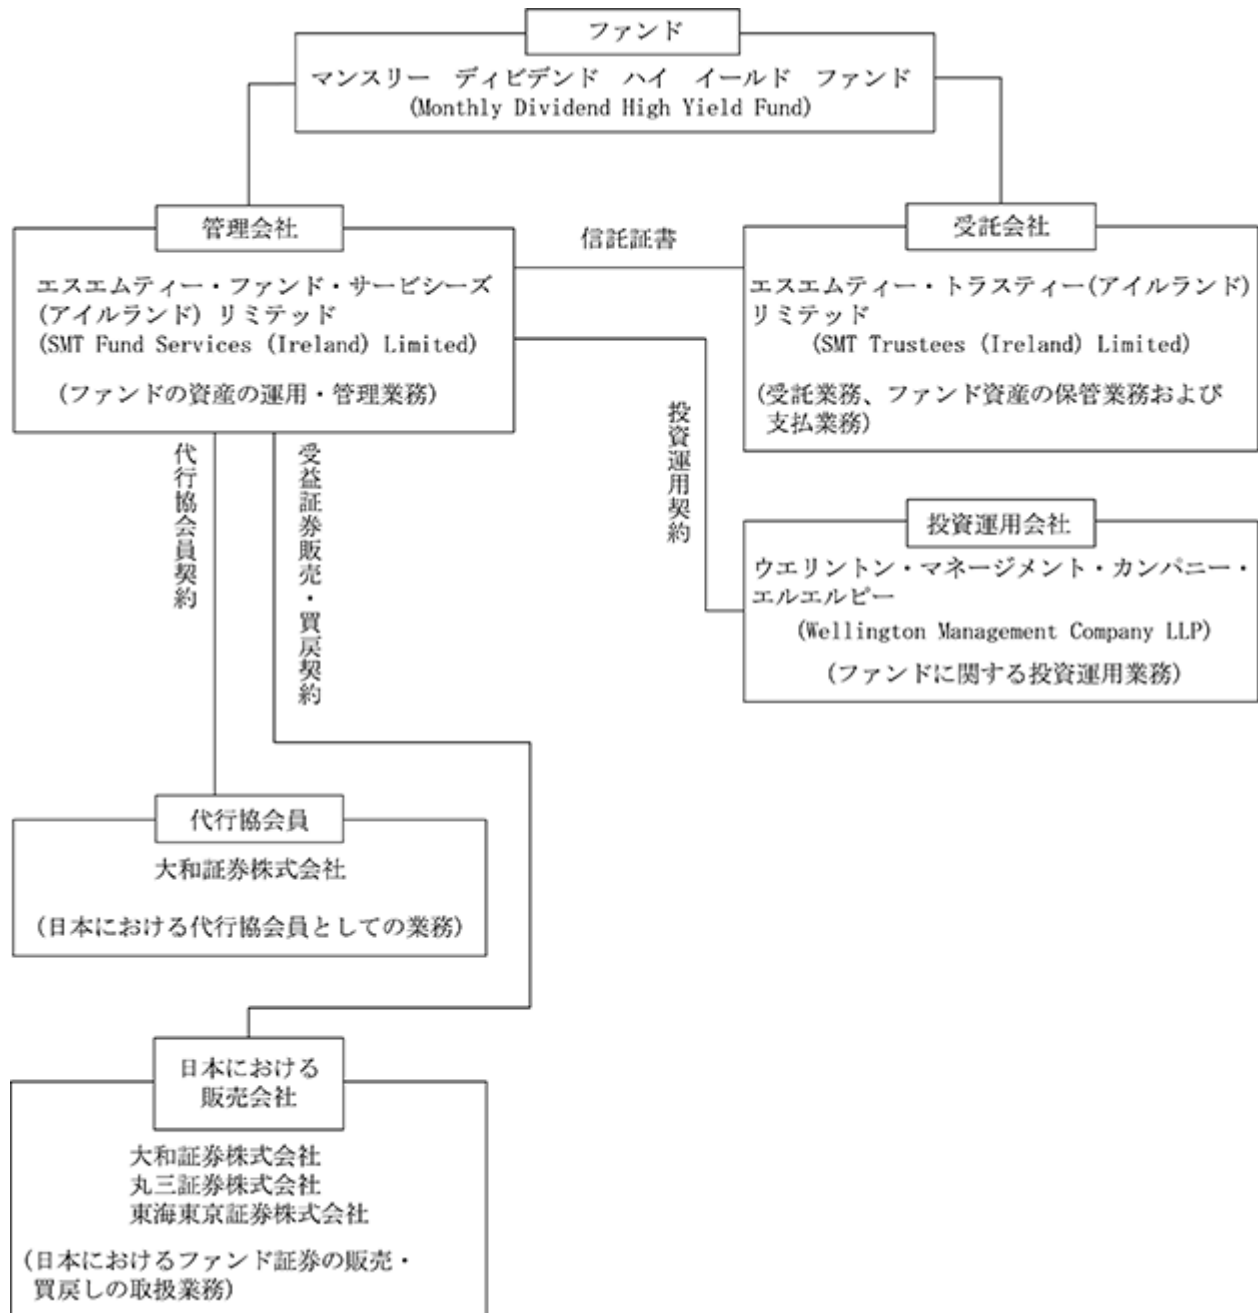 ファンド
マンスリー　ディビデンド　ハイ　イールド　ファンド
(Monthly Dividend High Yield Fund)
管理会社
エスエムティー・ファンド・サービシーズ
(アイルランド) リミテッド
(SMT Fund Services (Ireland) Limited)
(ファンドの資産の運用・管理業務)
信託証書
受託会社
エスエムティー・トラスティー(アイルランド)
リミテッド
(SMT Trustees (Ireland) Limited)
(受託業務、ファンド資産の保管業務および
支払業務)
代行協会員契約
受益証券販売・買戻契約
投資運用契約
投資運用会社
ウエリントン・マネージメント・カンパニー・
エルエルピー
(Wellington Management Company LLP)
(ファンドに関する投資運用業務)
代行協会員
大和証券株式会社
(日本における代行協会員としての業務)
日本における
販売会社
大和証券株式会社
丸三証券株式会社
東海東京証券株式会社
(日本におけるファンド証券の販売・
買戻しの取扱業務)